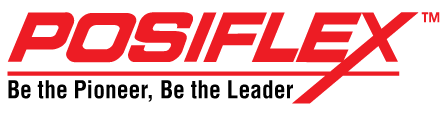 POSIFLEX™
Be the Pioneer, Be the Leader